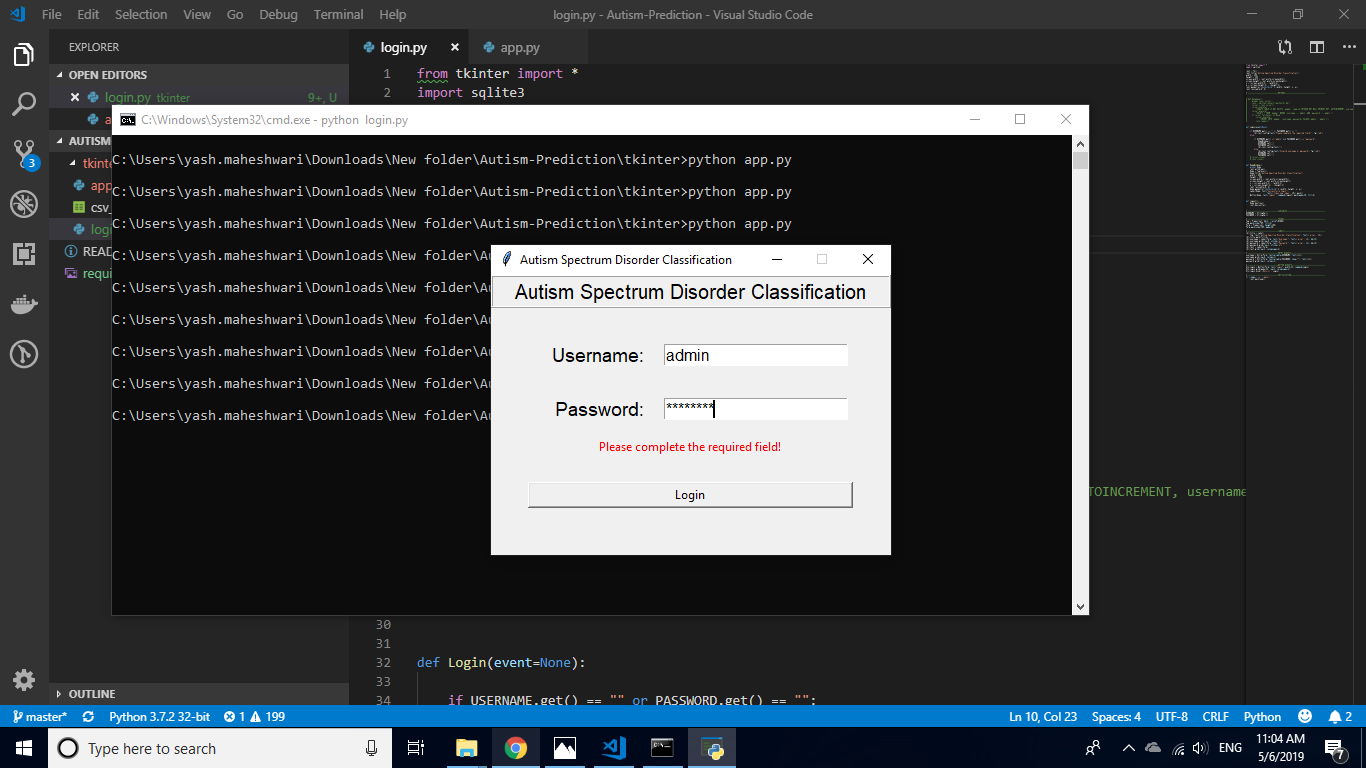 File Edit Selection View Go Debug Terminal Help
login.py - Autism-Prediction - Visual Studio Code
EXPLORER
login.py
app.py
OPEN EDITORS
login.py tkinter 9+, U
AUTISM
tkinte
app
csv_
logi
READ
requi
OUTLINE
1 from tkinter import *
2 import sqlite3
C:\Windows\System32\cmd.exe - python login.py
C:\Users\yash.maheshwari\Downloads\New folder\Autism-Prediction\tkinter>python app.py
C:\Users\yash.maheshwari\Downloads\New folder\Autism-Prediction\tkinter>python app.py
C:\Users\yash.maheshwari\Downloads\New folder\Autism-Prediction\tkinter>python app.py
C:\Users\yash.maheshwari\Downloads\New folder\Au
C:\Users\yash.maheshwari\Downloads\New folder\Au
C:\Users\yash.maheshwari\Downloads\New folder\Au
C:\Users\yash.maheshwari\Downloads\New folder\Au
C:\Users\yash.maheshwari\Downloads\New folder\Au
C:\Users\yash.maheshwari\Downloads\New folder\Au
Autism Spectrum Disorder Classification
Autism Spectrum Disorder Classification
Username: admin
Password: ********
Please complete the required field!
Login
TOINCREMENT, username
30
31
32 def Login(event=None):
33
34 if USERNAME.get() == "" or PASSWORD.get() == "":
3
master* Python 3.7.2 32-bit 1 199
Ln 10, Col 23 Spaces: 4 UTF-8 CRLF Python 2
Type here to search
ENG
11:04 AM
5/6/2019
7